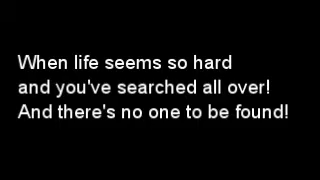 When life seems so hard
and you've searched all over!
And there's no one to be found!